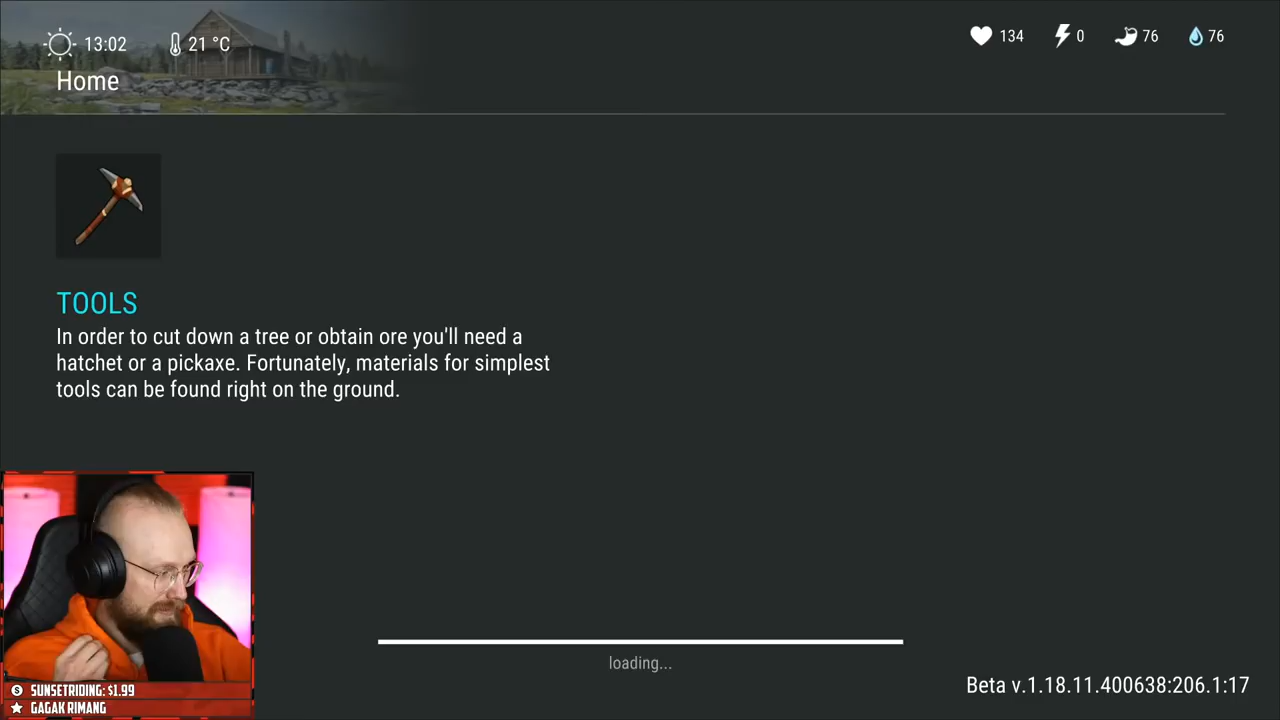 13:02 21 °C 134 0 76 76
Home
TOOLS
In order to cut down a tree or obtain ore you'll need a
hatchet or a pickaxe. Fortunately, materials for simplest
tools can be found right on the ground.
loading...
Beta v.1.18.11.400638:206.1:17
SUNSETRIDING: $1.99
GAGAK RIMANG